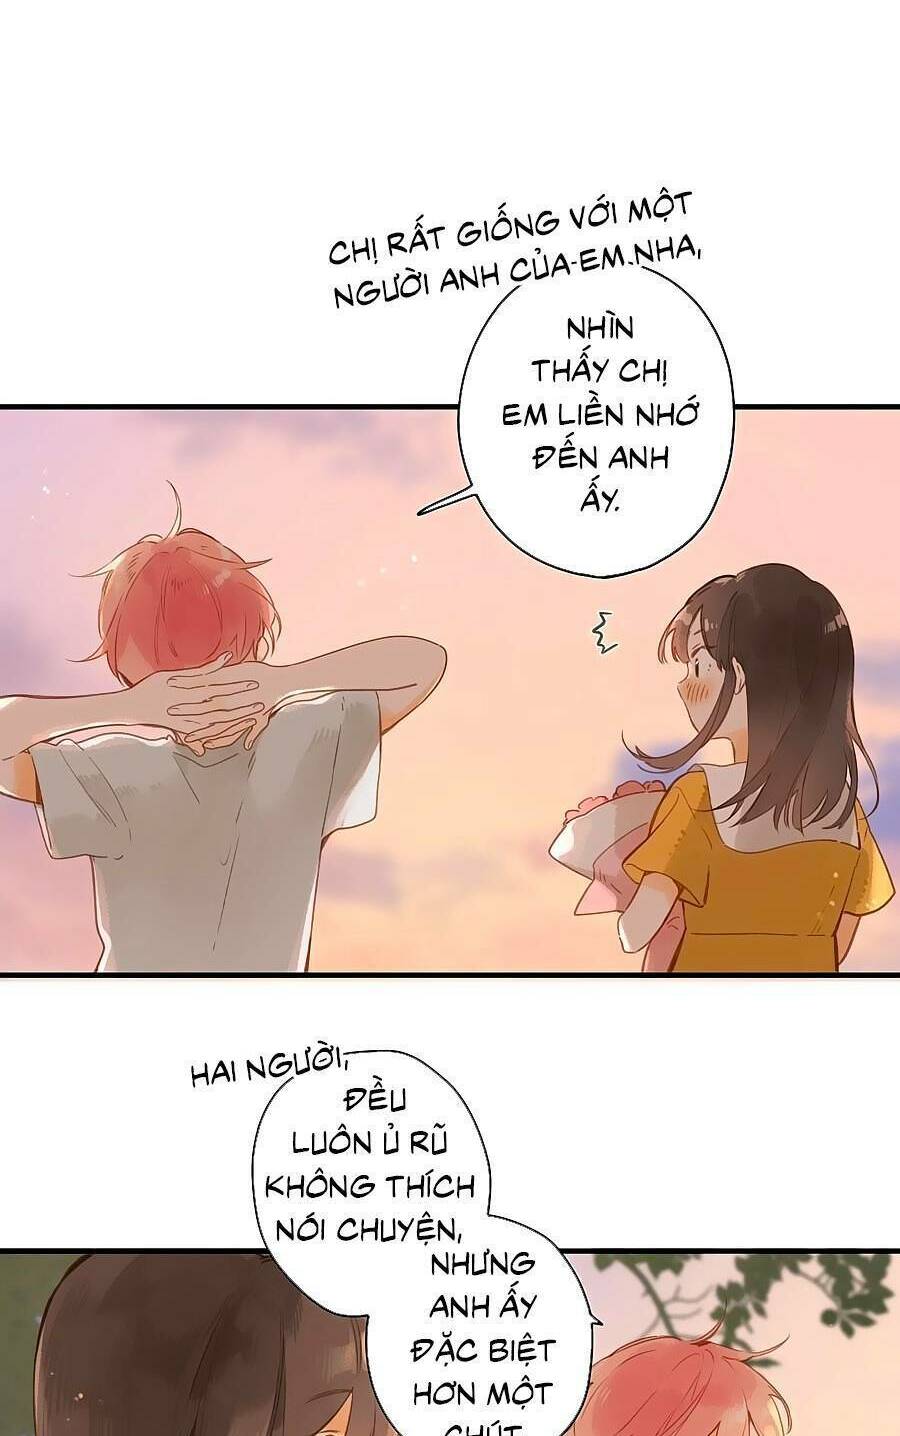 CHỊ RẤT GIỐNG VỚI MỘT
NGƯỜI ANH CỦA EM NHA,
NHÌN
THẤY CHỊ
EM LIỀN NHỚ
ĐẾN ANH
ẤY.
HAI NGƯỜI,
ĐỀU
LUÔN Ủ RŨ
KHÔNG THÍCH
NÓI CHUYỆN,
NHƯNG
ANH ẤY
ĐẶC BIỆT
HƠN MỘT
CHÚT